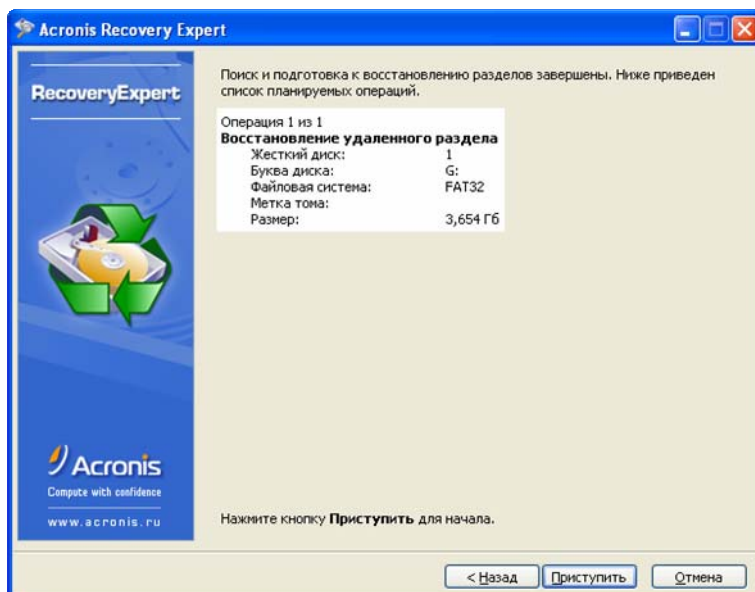 Acronis Recovery Expert
RecoveryExpert
Поиск и подготовка к восстановлению разделов завершены. Ниже приведен
список планируемых операций.
Операция 1 из 1
Восстановление удаленного раздела
Жесткий диск: 1
Буква диска: G:
Файловая система: FAT32
Метка тома:
Размер: 3,654 Гб
Acronis
Compute with confidence
www.acronis.ru
Нажмите кнопку Приступить для начала.
< Назад Приступить Отмена